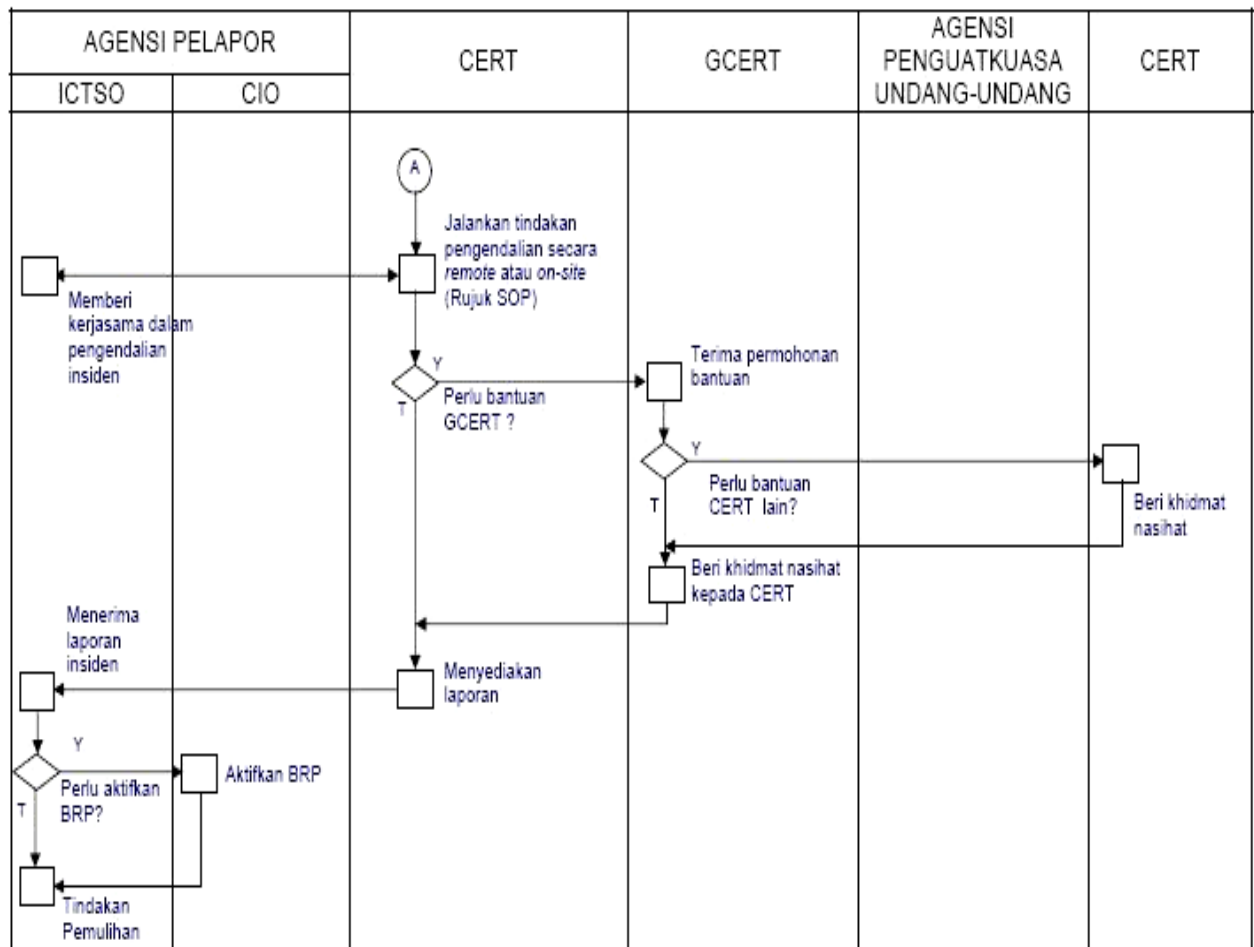 AGENSI PELAPOR
CERT
GCERT
AGENSI
PENGUATKUASA
UNDANG-UNDANG
CERT
ICTSO
CIO
A
Jalankan tindakan
pengendalian secara
remote atau on-site
(Rujuk SOP)
Memberi
kerjasama dalam
pengendalian
insiden
Y
Perlu bantuan
GCERT ?
T
Terima permohonan
bantuan
Y
Perlu bantuan
CERT lain?
T
Beri khidmat
nasihat
Beri khidmat nasihat
kepada CERT
Menerima
laporan
insiden
Menyediakan
laporan
Y
Perlu aktifkan
BRP?
T
Aktifkan BRP
Tindakan
Pemulihan